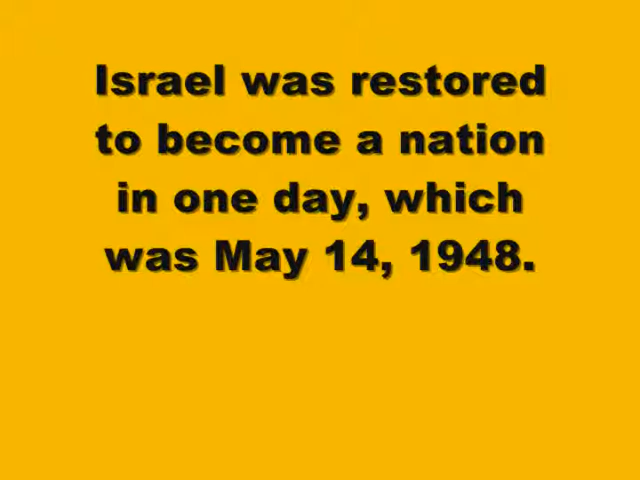 Israel was restored
to become a nation
in one day, which
was May 14, 1948.